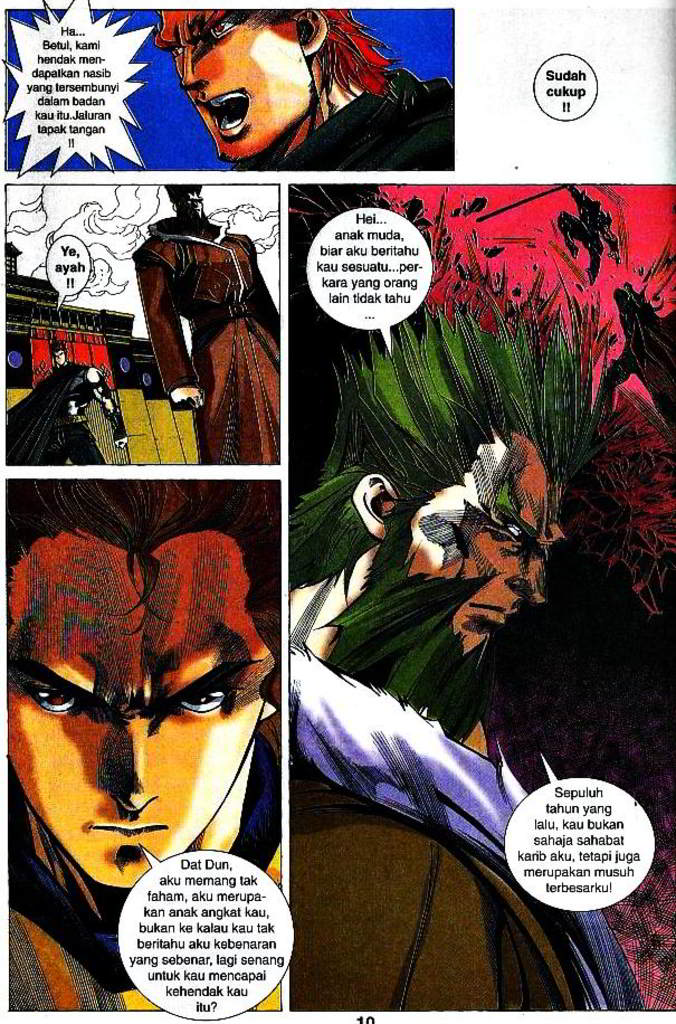 Ha...
Betul, kami
hendak men-
dapatkan nasib
yang tersembunyi
dalam badan
kau itu.Jaluran
tapak tangan
!!
Sudah
cukup
!!
Ye,
ayah
!!
Hei...
anak muda,
biar aku beritahu
kau sesuatu...per-
kara yang orang
lain tidak tahu
...
Dat Dun,
aku memang tak
faham, aku merupa-
kan anak angkat kau,
bukan ke kalau kau tak
beritahu aku kebenaran
yang sebenar, lagi senang
untuk kau mencapai
kehendak kau
itu?
Sepuluh
tahun yang
lalu, kau bukan
sahaja sahabat
karib aku, tetapi juga
merupakan musuh
terbesarku!
10